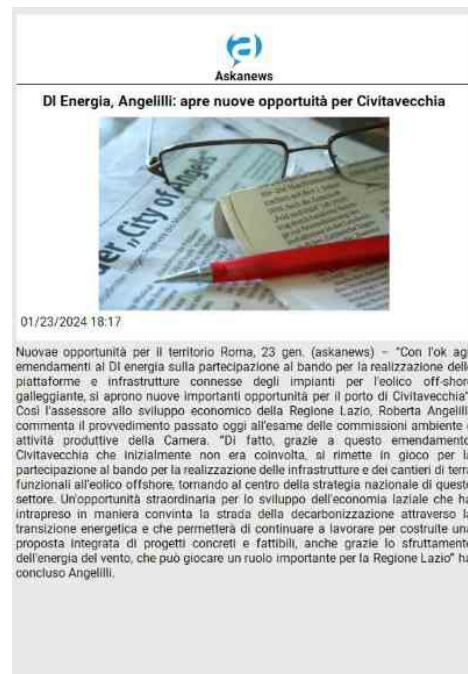 Askanews
DI Energia, Angelilli: apre nuove opportuità per Civitavecchia
der „City of Angels"
01/23/2024 18:17
Nuovae opportunità per il territorio Roma, 23 gen. (askanews) – "Con l'ok agl
emendamenti al DI energia sulla partecipazione al bando per la realizzazione delle
piattaforme e infrastrutture connesse degli impianti per l'eolico off-shore
galleggiante, si aprono nuove importanti opportunità per il porto di Civitavecchia"
Così l'assessore allo sviluppo economico della Regione Lazio, Roberta Angelilli
commenta il provvedimento passato oggi all'esame delle commissioni ambiente e
attività produttive della Camera. "Di fatto, grazie a questo emendamento
Civitavecchia che inizialmente non era coinvolta, si rimette in gioco per la
partecipazione al bando per la realizzazione delle infrastrutture e dei cantieri di terra
funzionali all'eolico offshore, tornando al centro della strategia nazionale di questo
settore. Un'opportunità straordinaria per lo sviluppo dell'economia laziale che ha
intrapreso in maniera convinta la strada della decarbonizzazione attraverso la
transizione energetica e che permetterà di continuare a lavorare per costruite una
proposta integrata di progetti concreti e fattibili, anche grazie lo sfruttamento
dell'energia del vento, che può giocare un ruolo importante per la Regione Lazio" ha
concluso Angelilli.